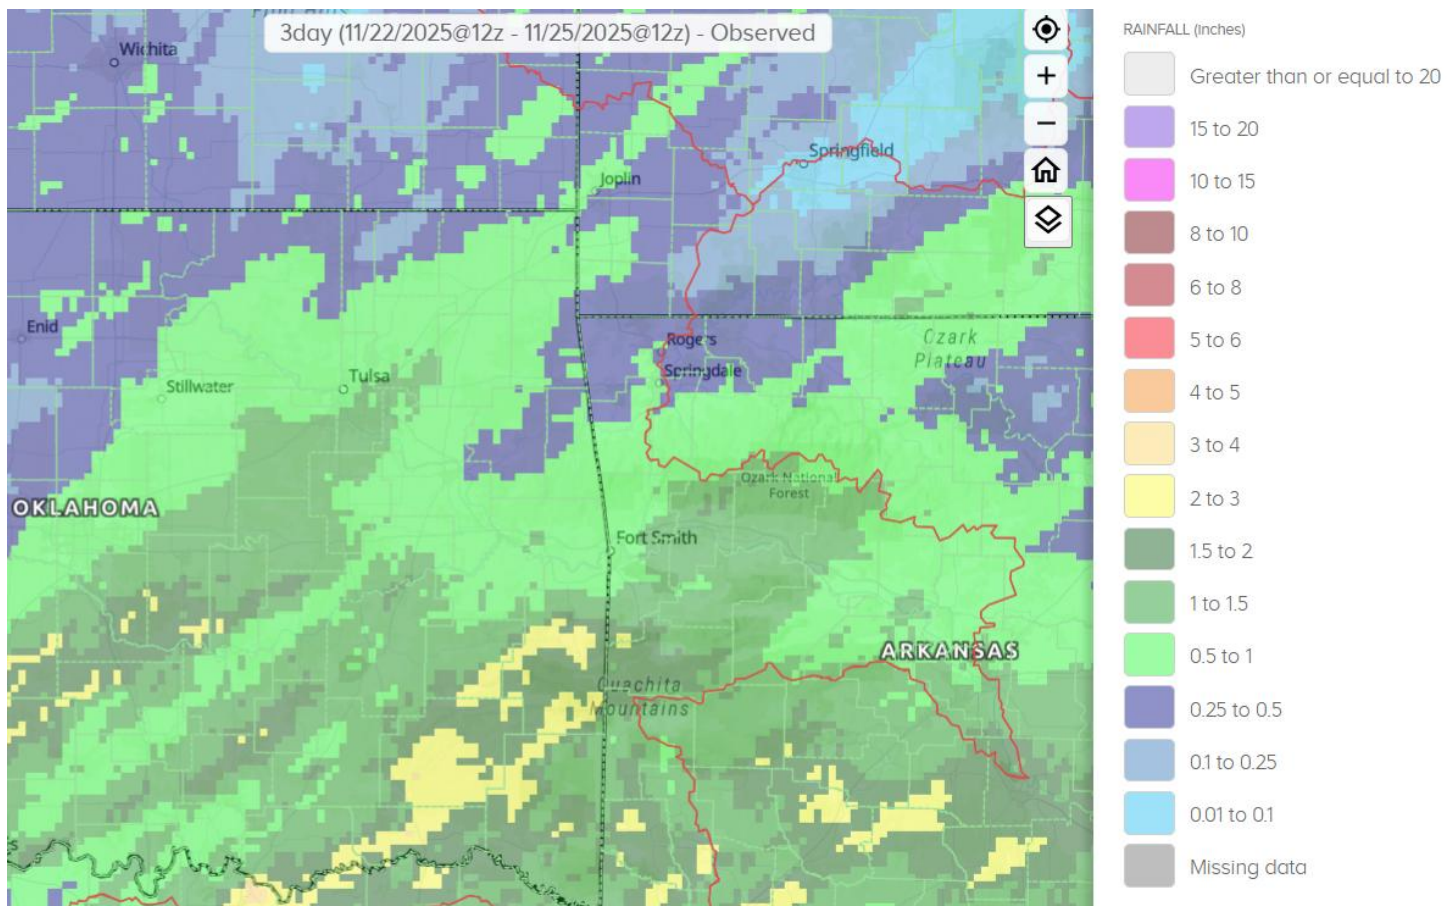 3day (11/22/2025@12z - 11/25/2025@12z) - Observed
Wichita
Springfield
Joplin
Enid
Rogers
Ozark
Plateau
Springdale
Tulsa
Stillwater
Ozark National
Forest
OKLAHOMA
Fort Smith
ARKANSAS
Ouachita
Mountains
RAINFALL (Inches)
Greater than or equal to 20
15 to 20
10 to 15
8 to 10
6 to 8
5 to 6
4 to 5
3 to 4
2 to 3
1.5 to 2
1 to 1.5
0.5 to 1
0.25 to 0.5
0.1 to 0.25
0.01 to 0.1
Missing data